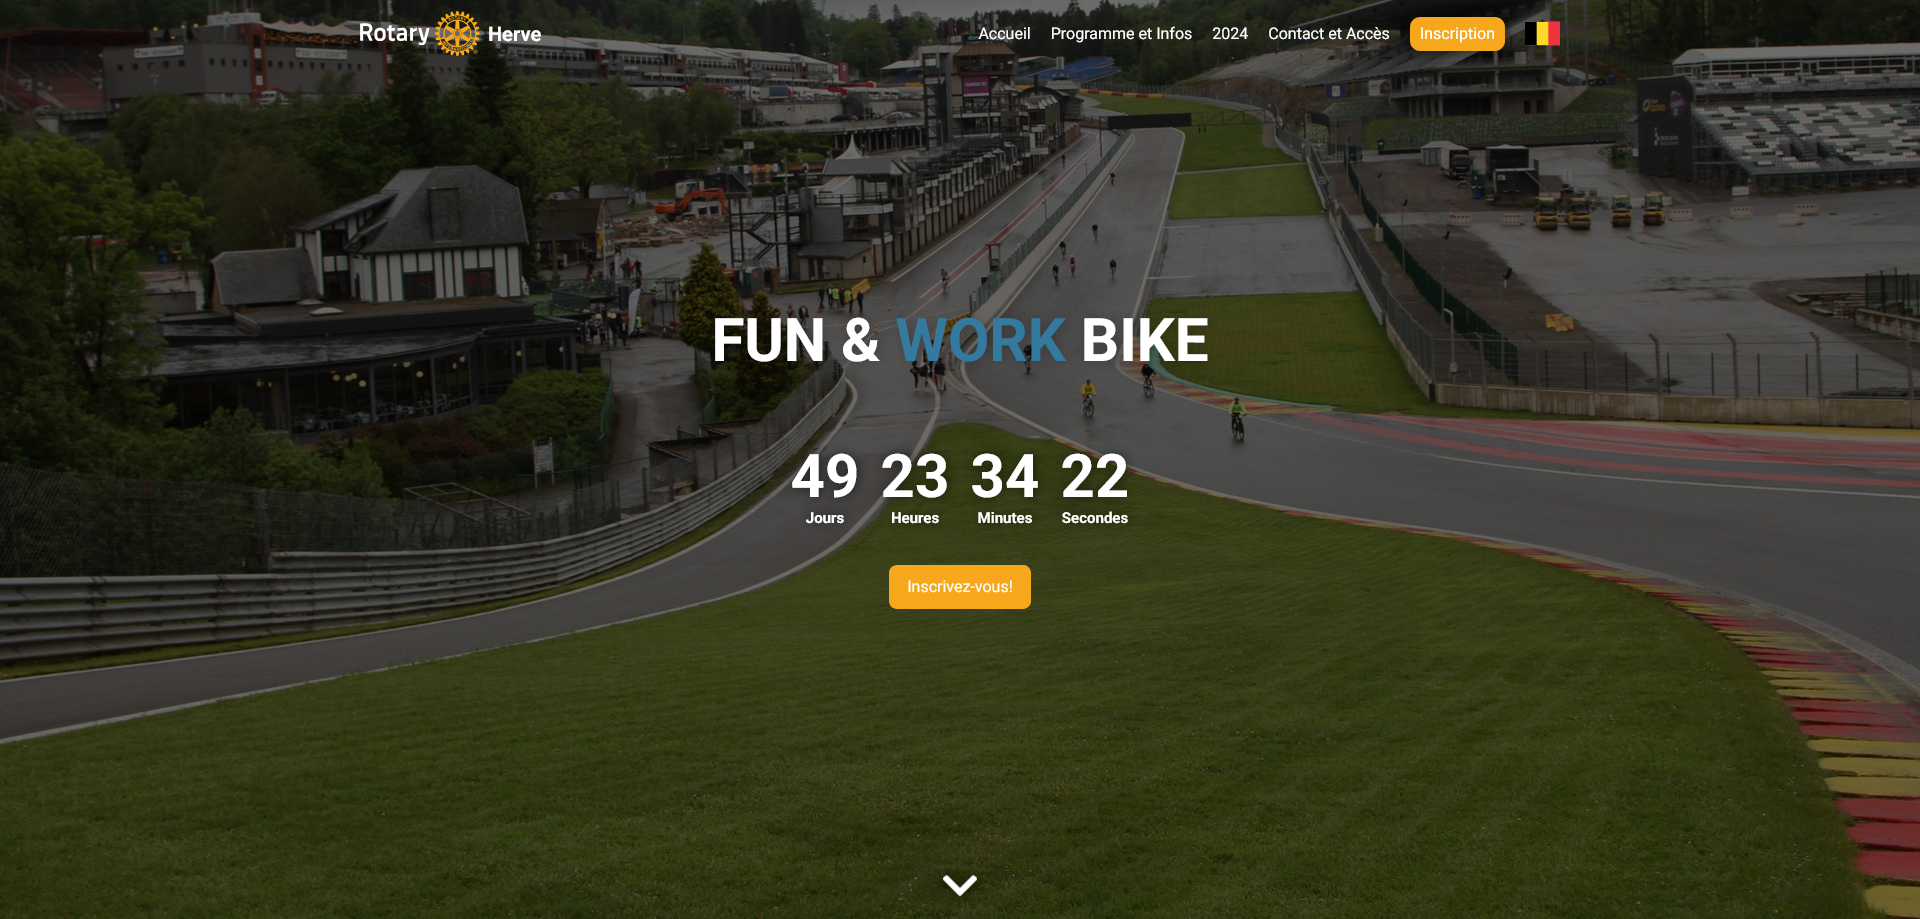 Rotary Herve
Accueil Programme et Infos 2024 Contact et Accès Inscription
FUN & WORK BIKE
49 23 34 22
Jours Heures Minutes Secondes
Inscrivez-vous!